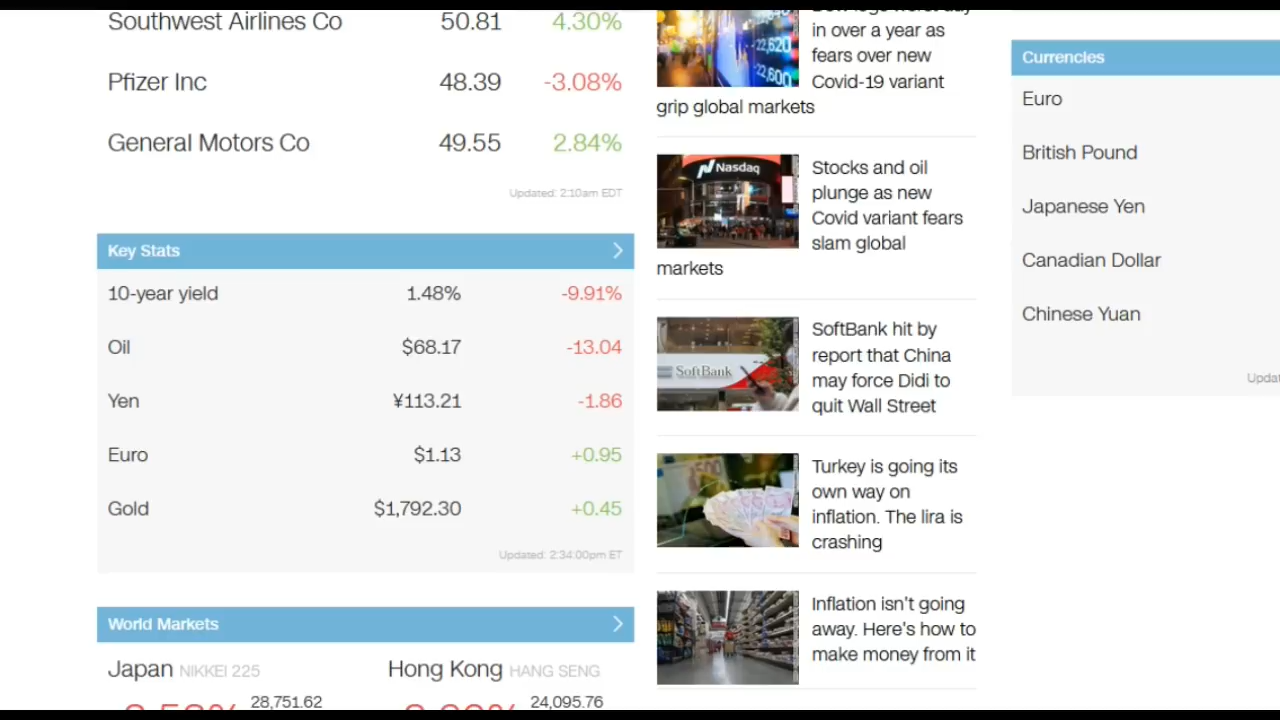 Southwest Airlines Co 50.81 4.30%
Pfizer Inc 48.39 -3.08%
General Motors Co 49.55 2.84%
Updated: 2:10am EDT
Key Stats
10-year yield 1.48% -9.91%
Oil $68.17 -13.04
Yen ¥113.21 -1.86
Euro $1.13 +0.95
Gold $1,792.30 +0.45
Updated: 2:34:00pm ET
World Markets
Japan NIKKEI 225
28,751.62
Hong Kong HANG SENG
24,095.76
in over a year as
fears over new
Covid-19 variant
grip global markets
22,620
22,600
Nasdaq
Stocks and oil
plunge as new
Covid variant fears
slam global
markets
SoftBank
SoftBank hit by
report that China
may force Didi to
quit Wall Street
Turkey is going its
own way on
inflation. The lira is
crashing
Inflation isn't going
away. Here's how to
make money from it
Currencies
Euro
British Pound
Japanese Yen
Canadian Dollar
Chinese Yuan